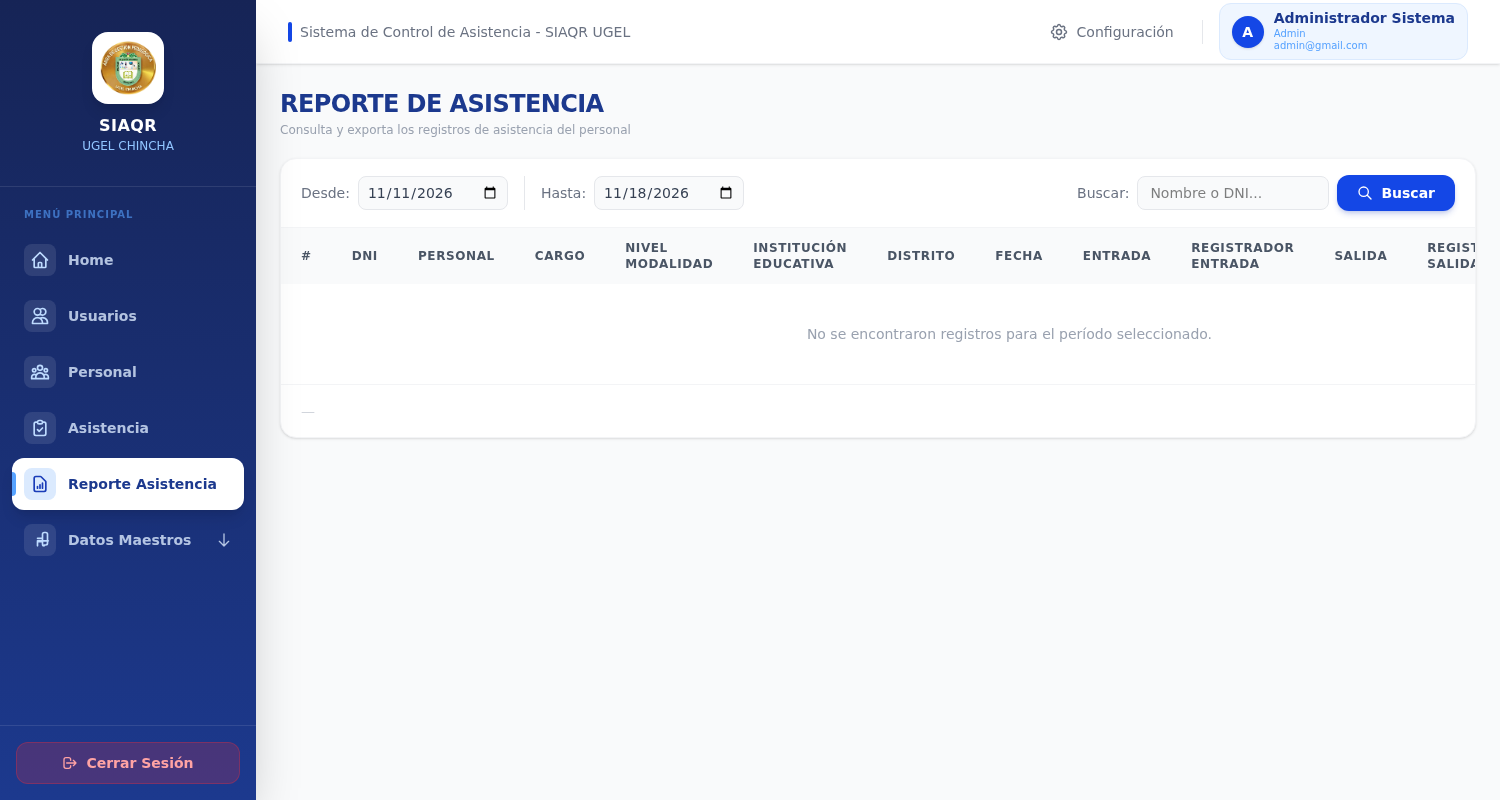 SIAQR
UGEL CHINCHA
MENÚ PRINCIPAL
Home
Usuarios
Personal
Asistencia
Reporte Asistencia
Datos Maestros
Cerrar Sesión
Sistema de Control de Asistencia - SIAQR UGEL
Configuración
A
Administrador Sistema
Admin
admin@gmail.com
REPORTE DE ASISTENCIA
Consulta y exporta los registros de asistencia del personal
Desde: 11/11/2026
Hasta: 11/18/2026
Buscar: Nombre o DNI...
Buscar
# DNI PERSONAL CARGO NIVEL MODALIDAD INSTITUCIÓN EDUCATIVA DISTRITO FECHA ENTRADA REGISTRADOR ENTRADA SALIDA REGIST SALIDA
No se encontraron registros para el período seleccionado.
—